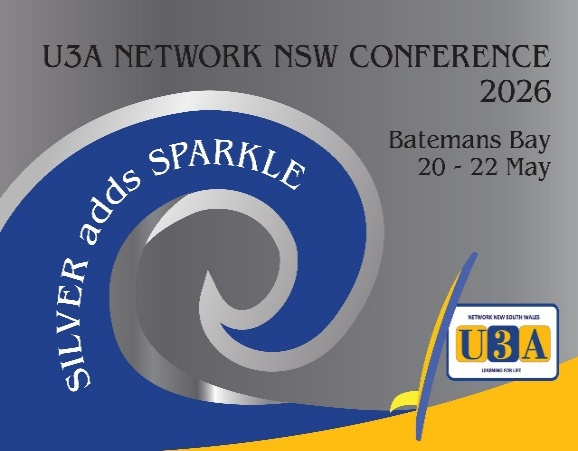 U3A NETWORK NSW CONFERENCE
2026
Batemans Bay
20 - 22 May
SILVER adds SPARKLE
NETWORK NEW SOUTH WALES
U3A
LEARNING FOR LIFE